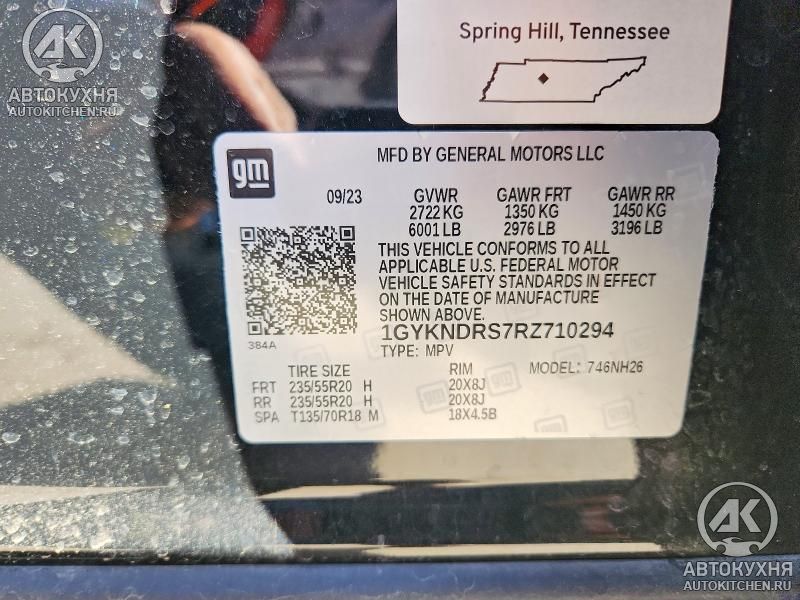 AK
АВТОКУХНЯ
AUTOKITCHEN.RU
Spring Hill, Tennessee
gm
MFD BY GENERAL MOTORS LLC
09/23 GVWR GAWR FRT GAWR RR
2722 KG 1350 KG 1450 KG
6001 LB 2976 LB 3196 LB
THIS VEHICLE CONFORMS TO ALL
APPLICABLE U.S. FEDERAL MOTOR
VEHICLE SAFETY STANDARDS IN EFFECT
ON THE DATE OF MANUFACTURE
SHOWN ABOVE.
384A
1GYKNDRS7RZ710294
TYPE: MPV MODEL: 746NH26
TIRE SIZE RIM
FRT 235/55R20 H 20X8J
RR 235/55R20 H 20X8J
SPA T135/70R18 M 18X4.5B
AK
АВТОКУХНЯ
AUTOKITCHEN.RU